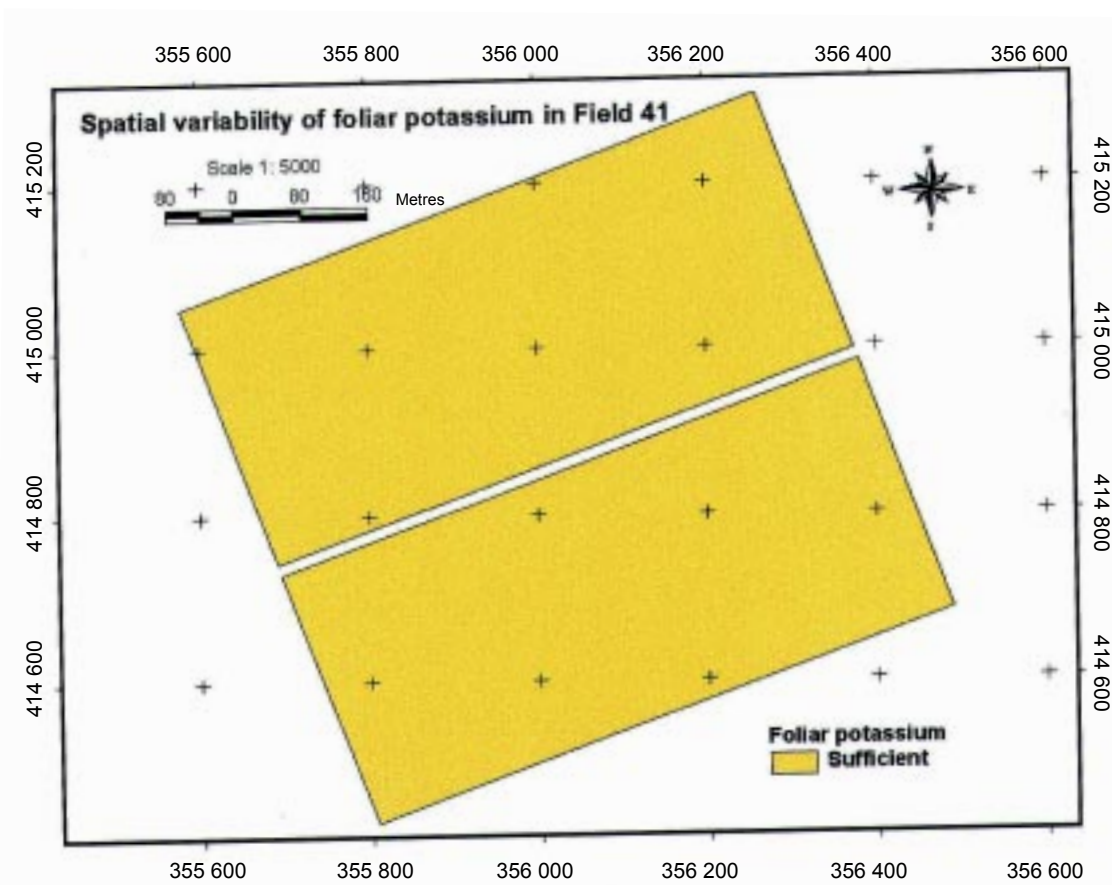 355 600 355 800 356 000 356 200 356 400 356 600
Spatial variability of foliar potassium in Field 41
Scale 1: 5000
80 0 80 160 Metres
N
W E
S
415 200
415 000
414 800
414 600
415 200
415 000
414 800
414 600
Foliar potassium
Sufficient
355 600 355 800 356 000 356 200 356 400 356 600